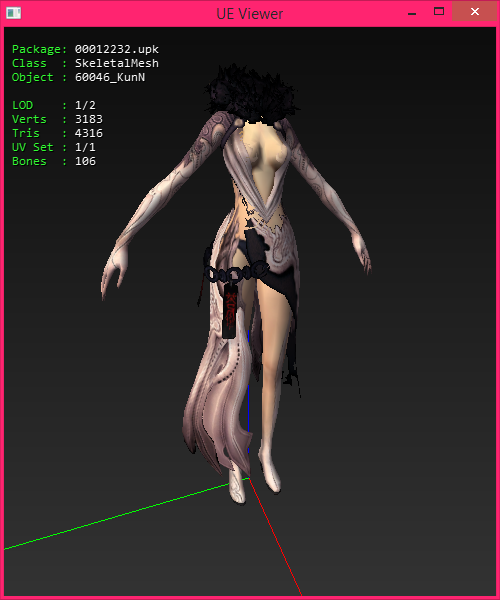 UE Viewer
Package: 00012232.upk
Class  : SkeletalMesh
Object : 60046_KunN
LOD    : 1/2
Verts  : 3183
Tris   : 4316
UV Set : 1/1
Bones  : 106